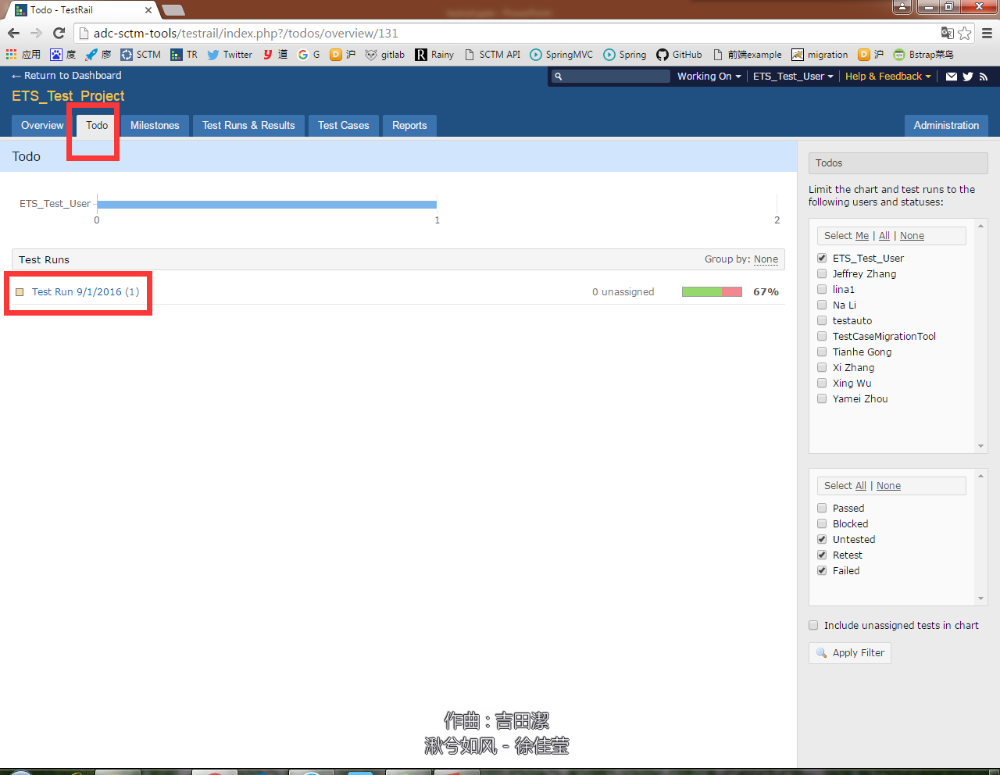 Todo - TestRail
adc-sctm-tools/testrail/index.php?/todos/overview/131
应用 度 廖 SCTM TR Twitter 道 G 沪 gitlab Rainy SCTM API SpringMVC Spring GitHub 前端example migration 沪 Bstrap菜鸟
← Return to Dashboard
Working On ETS_Test_User Help & Feedback
ETS_Test_Project
Overview Todo Milestones Test Runs & Results Test Cases Reports Administration
Todo
ETS_Test_User
0 1 2
Test Runs Group by: None
Test Run 9/1/2016 (1) 0 unassigned 67%
Todos
Limit the chart and test runs to the
following users and statuses:
Select Me | All | None
ETS_Test_User
Jeffrey Zhang
lina1
Na Li
testauto
TestCaseMigrationTool
Tianhe Gong
Xi Zhang
Xing Wu
Yamei Zhou
Select All | None
Passed
Blocked
Untested
Retest
Failed
Include unassigned tests in chart
Apply Filter
作曲 : 吉田潔
湫兮如风 - 徐佳莹